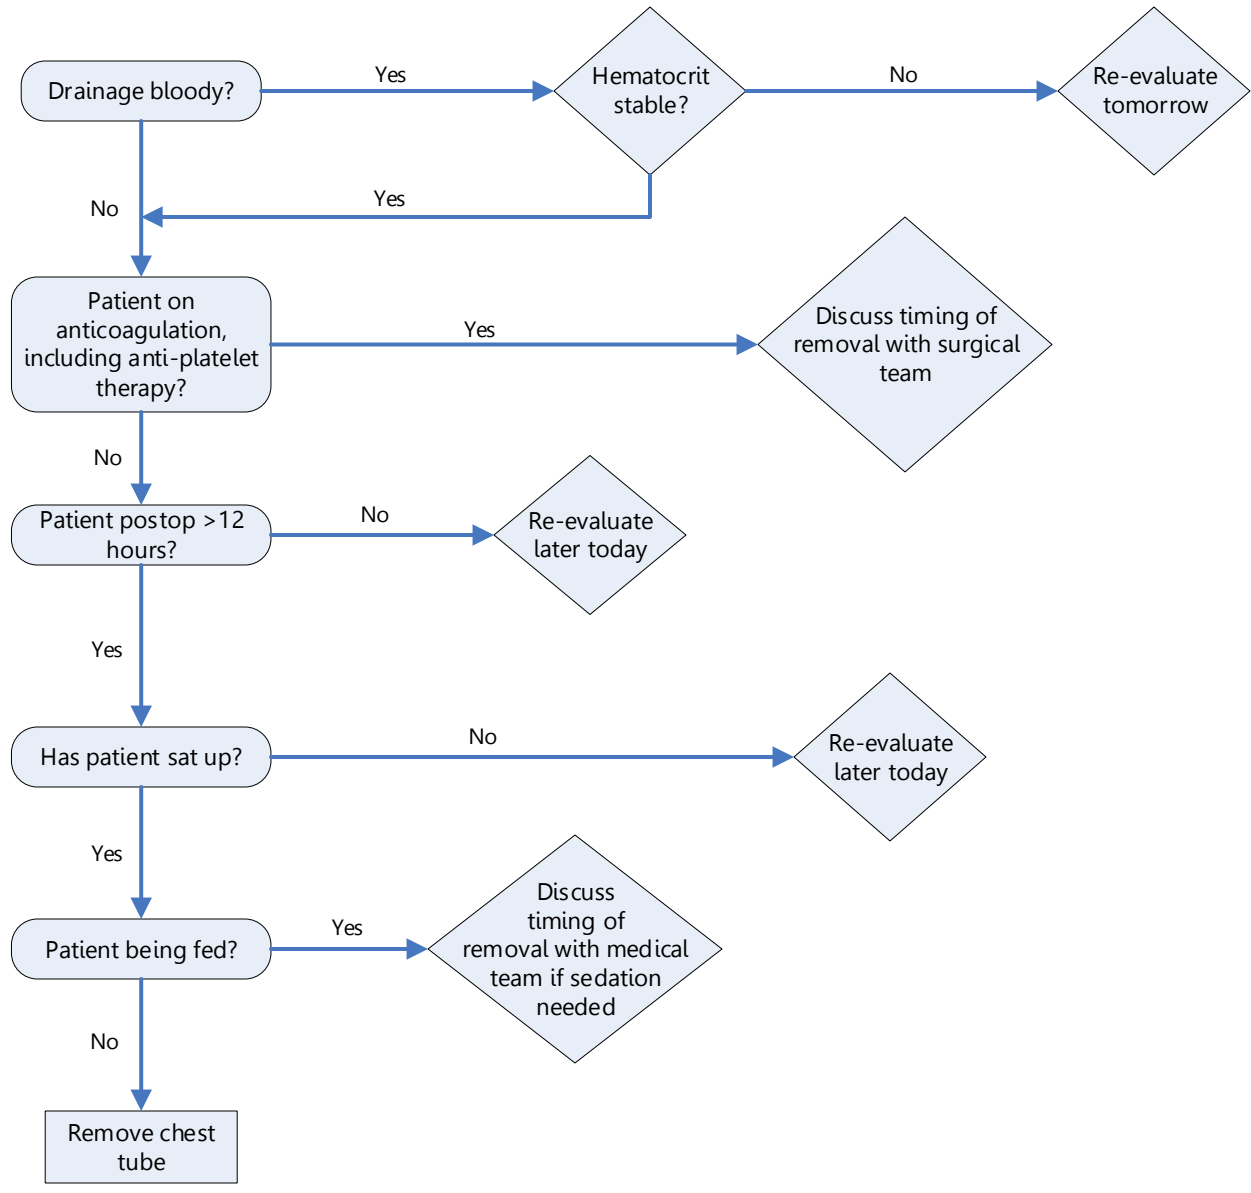 Drainage bloody?
Yes
Hematocrit
stable?
No
Re-evaluate
tomorrow
Yes
No
Patient on
anticoagulation,
including anti-platelet
therapy?
Yes
Discuss timing of
removal with surgical
team
No
Patient postop >12
hours?
No
Re-evaluate
later today
Yes
Has patient sat up?
No
Re-evaluate
later today
Yes
Patient being fed?
Yes
Discuss
timing of
removal with medical
team if sedation
needed
No
Remove chest
tube